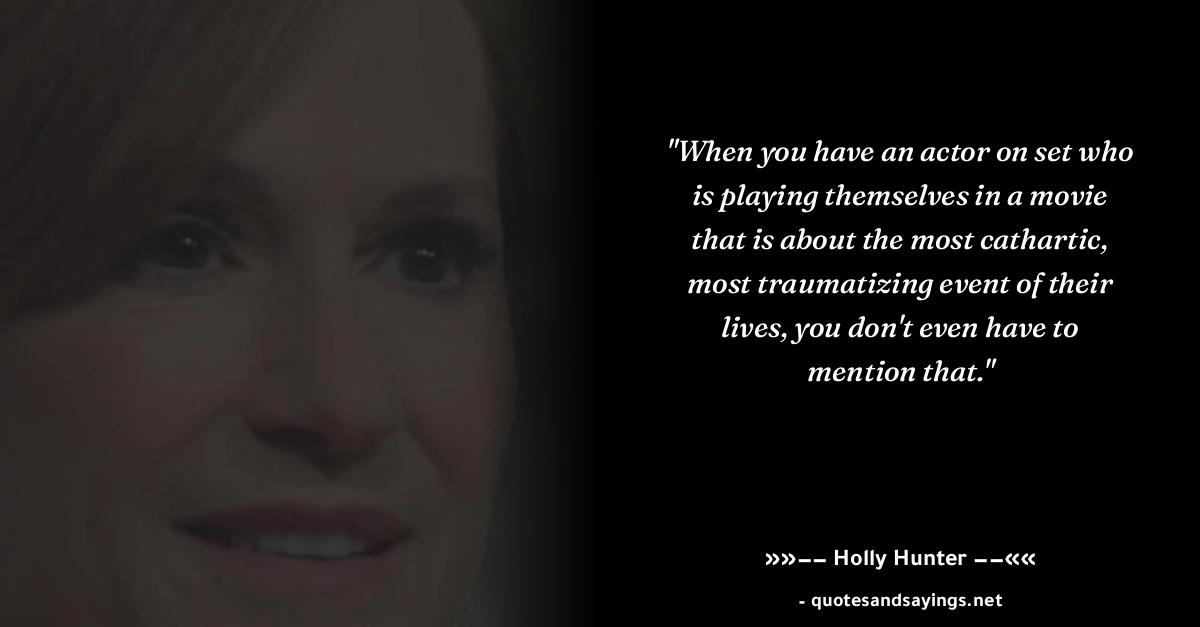 "When you have an actor on set who
is playing themselves in a movie
that is about the most cathartic,
most traumatizing event of their
lives, you don't even have to
mention that."
»»−− Holly Hunter −−««
- quotesandsayings.net